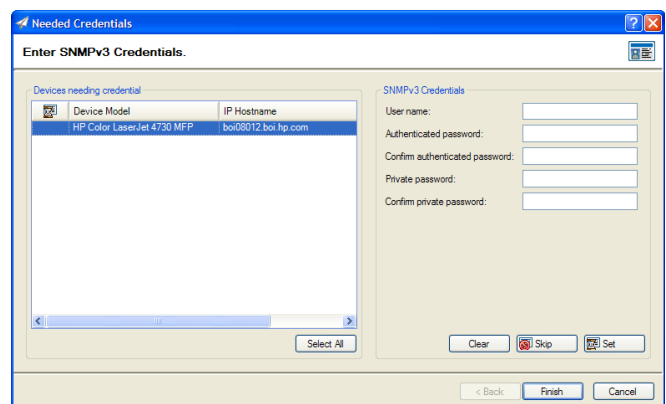 Needed Credentials
Enter SNMPv3 Credentials.
Devices needing credential
Device Model IP Hostname
HP Color LaserJet 4730 MFP boi08012.boi.hp.com
Select All
SNMPv3 Credentials
User name:
Authenticated password:
Confirm authenticated password:
Private password:
Confirm private password:
Clear Skip Set
< Back Finish Cancel